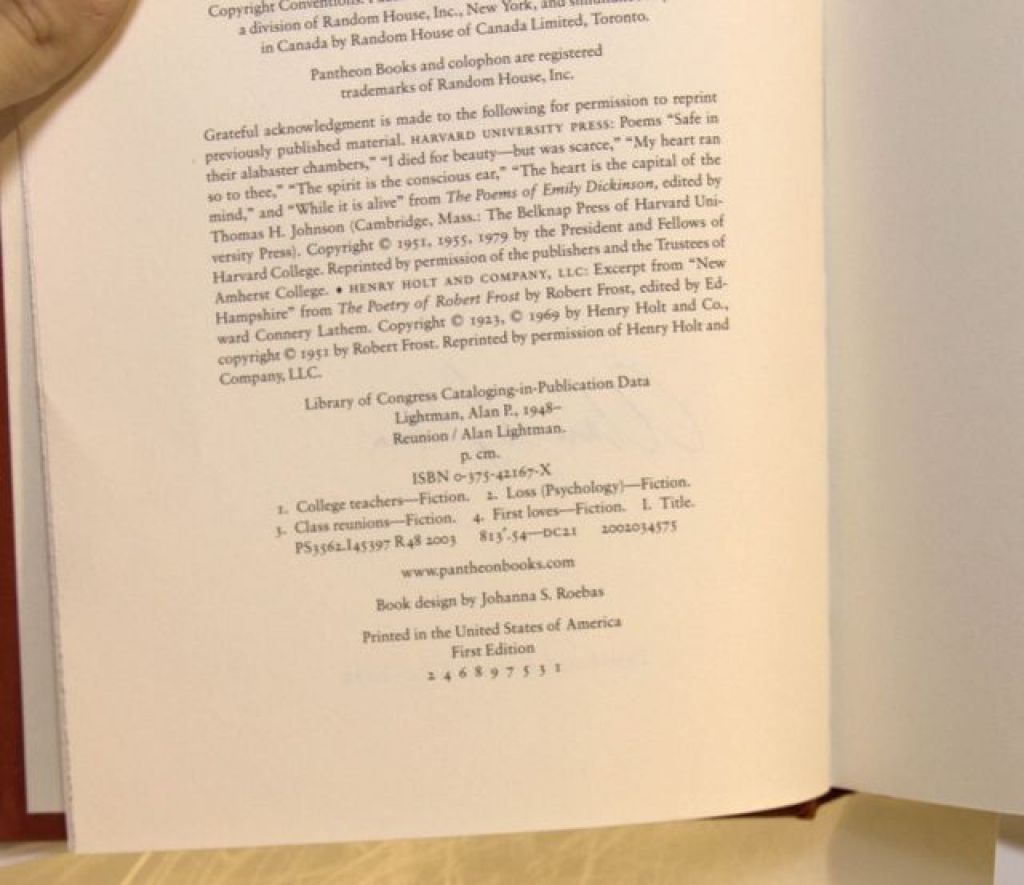 Copyright Conventions.
a division of Random House, Inc., New York, and
in Canada by Random House of Canada Limited, Toronto.
Pantheon Books and colophon are registered
trademarks of Random House, Inc.
Grateful acknowledgment is made to the following for permission to reprint
previously published material. HARVARD UNIVERSITY PRESS: Poems “Safe in
their alabaster chambers,” “I died for beauty—but was scarce,” “My heart ran
so to thee,” “The spirit is the conscious ear,” “The heart is the capital of the
mind,” and “While it is alive” from The Poems of Emily Dickinson, edited by
Thomas H. Johnson (Cambridge, Mass.: The Belknap Press of Harvard Uni-
versity Press). Copyright © 1951, 1955, 1979 by the President and Fellows of
Harvard College. Reprinted by permission of the publishers and the Trustees of
Amherst College. • HENRY HOLT AND COMPANY, LLC: Excerpt from “New
Hampshire” from The Poetry of Robert Frost by Robert Frost, edited by Ed-
ward Connery Lathem. Copyright © 1923, © 1969 by Henry Holt and Co.,
copyright © 1951 by Robert Frost. Reprinted by permission of Henry Holt and
Company, LLC.
Library of Congress Cataloging-in-Publication Data
Lightman, Alan P., 1948–
Reunion / Alan Lightman.
p. cm.
ISBN 0-375-42167-X
1. College teachers—Fiction. 2. Loss (Psychology)—Fiction.
3. Class reunions—Fiction. 4. First loves—Fiction. I. Title.
PS3562.I45397 R48 2003 813'.54—DC21 2002034575
www.pantheonbooks.com
Book design by Johanna S. Roebas
Printed in the United States of America
First Edition
2 4 6 8 9 7 5 3 1